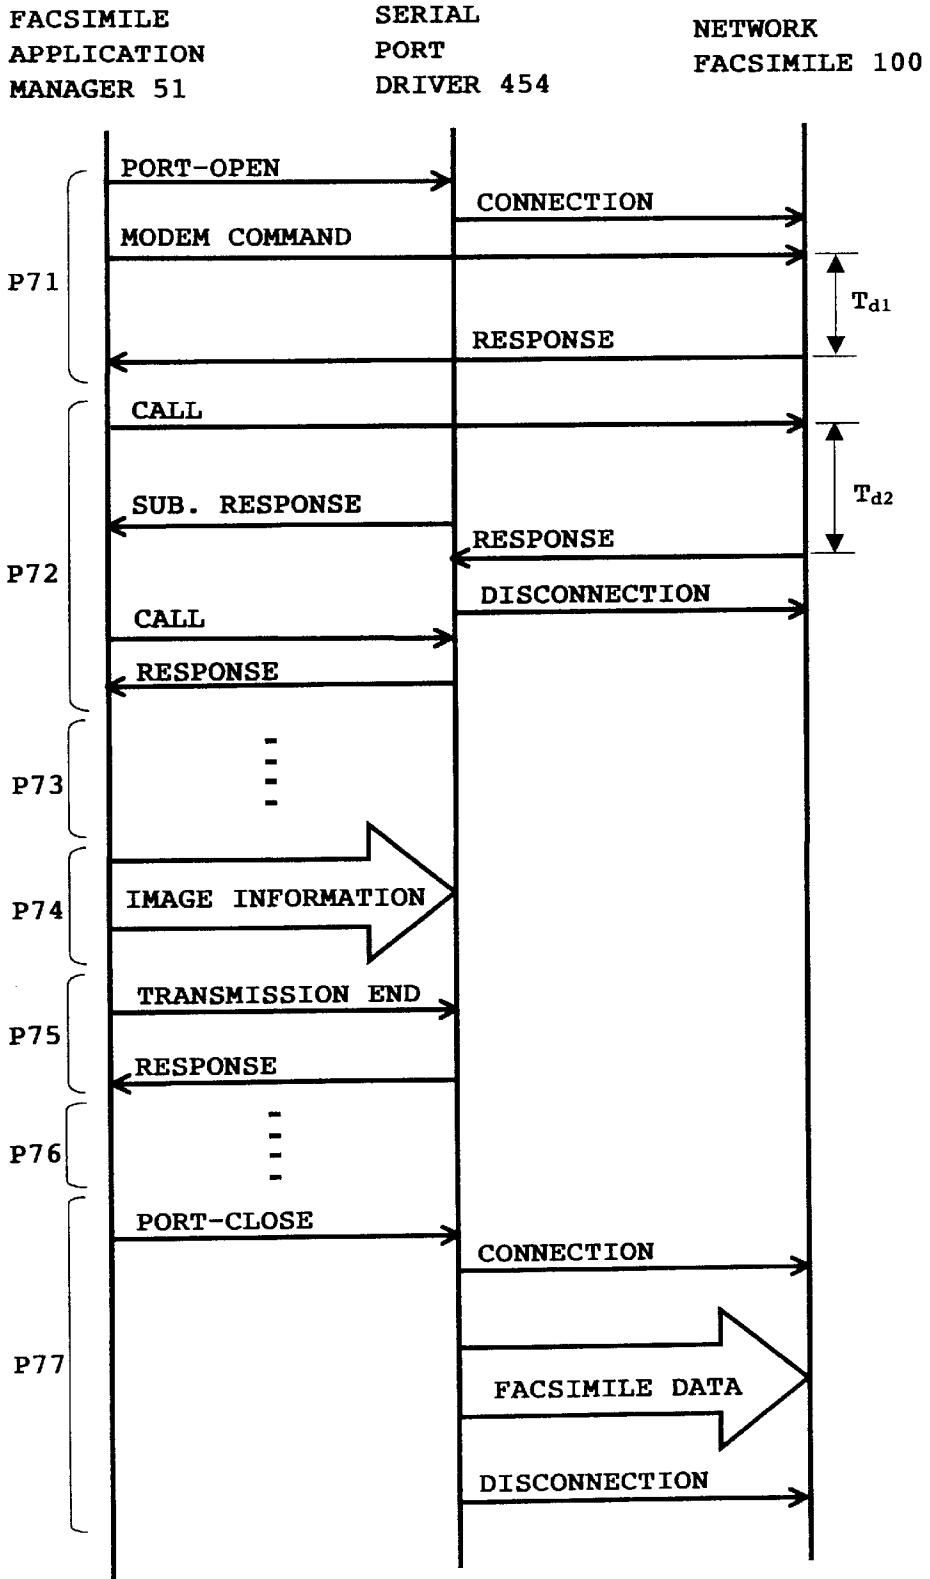 FACSIMILE
APPLICATION
MANAGER 51
SERIAL
PORT
DRIVER 454
NETWORK
FACSIMILE 100
PORT-OPEN
CONNECTION
MODEM COMMAND
P71
Td1
RESPONSE
CALL
Td2
SUB. RESPONSE
RESPONSE
P72
DISCONNECTION
CALL
RESPONSE
P73
IMAGE INFORMATION
P74
TRANSMISSION END
P75
RESPONSE
P76
PORT-CLOSE
CONNECTION
P77
FACSIMILE DATA
DISCONNECTION